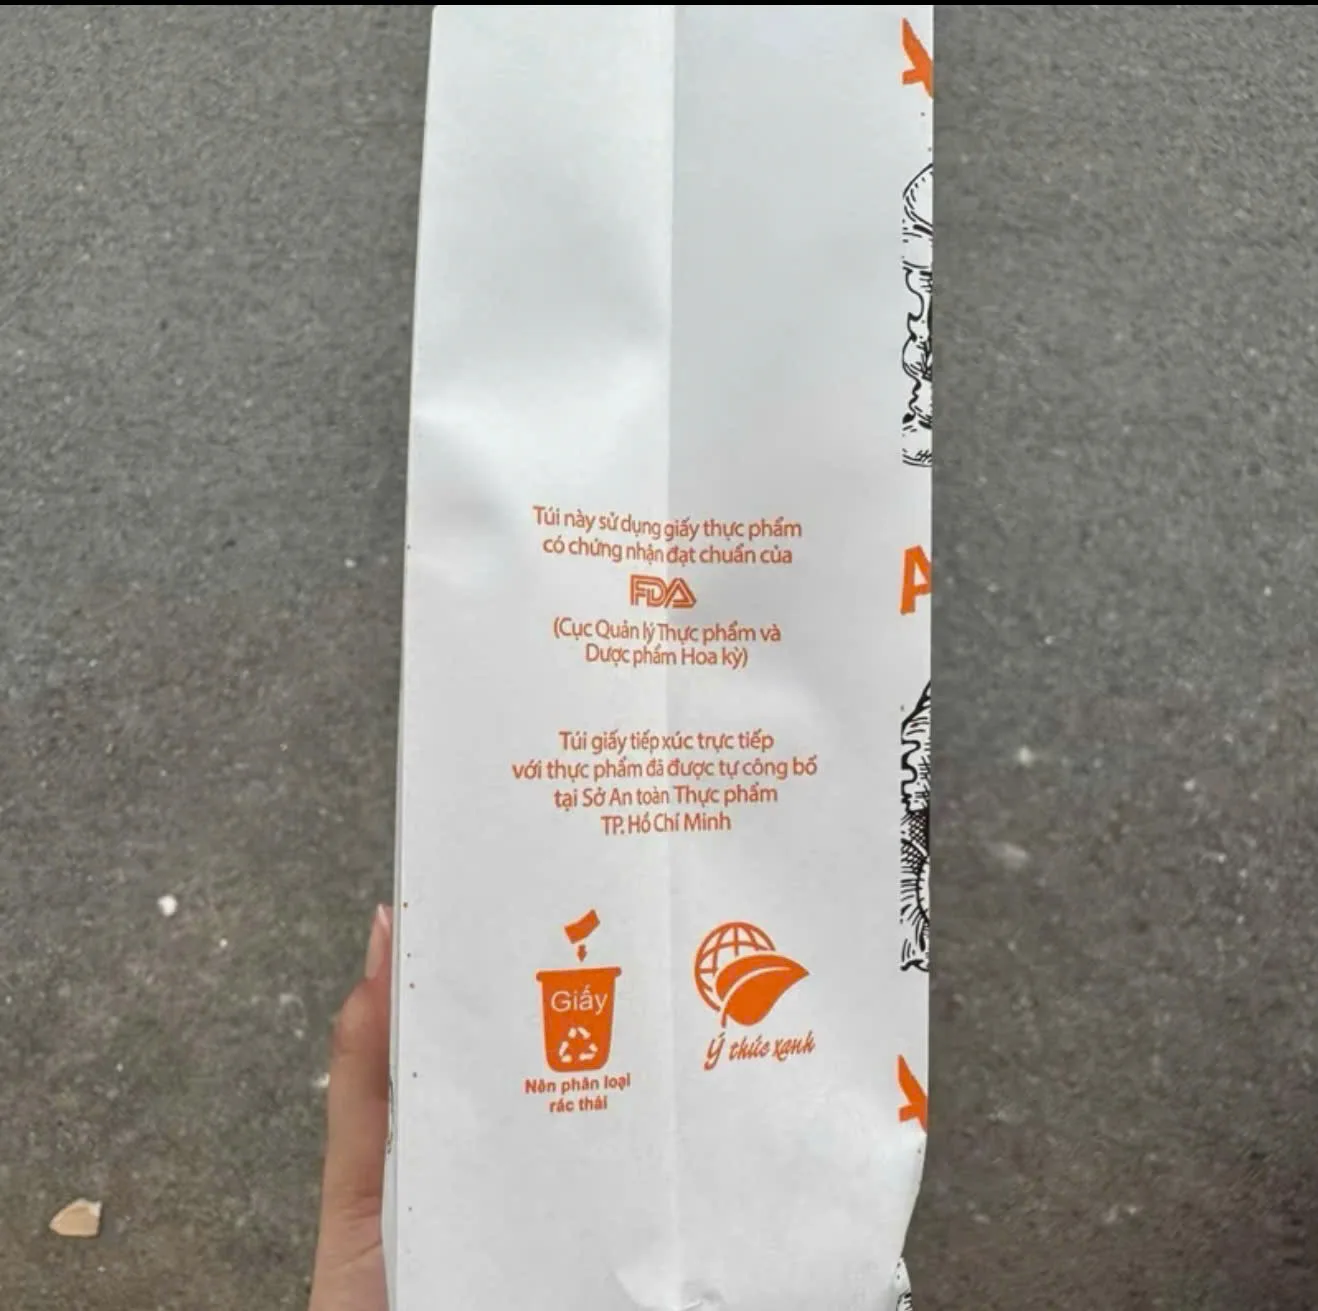 Túi này sử dụng giấy thực phẩm
có chứng nhận đạt chuẩn của
FDA
(Cục Quản lý Thực phẩm và
Dược phẩm Hoa kỳ)
Túi giấy tiếp xúc trực tiếp
với thực phẩm đã được tự công bố
tại Sở An toàn Thực phẩm
TP. Hồ Chí Minh
Giấy
Nên phân loại
rác thải
Ý thức xanh